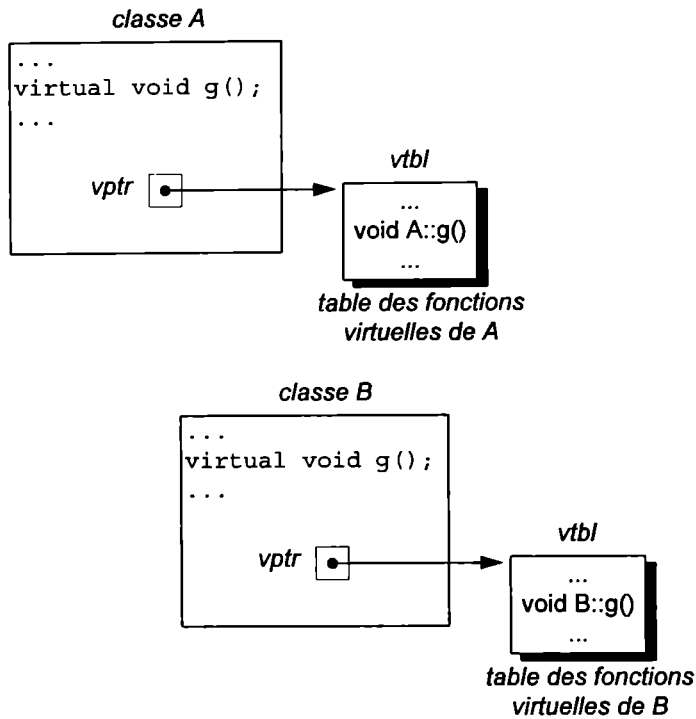 classe A
...
virtual void g();
...
vptr
vtbl
...
void A::g()
...
table des fonctions
virtuelles de A
classe B
...
virtual void g();
...
vptr
vtbl
...
void B::g()
...
table des fonctions
virtuelles de B